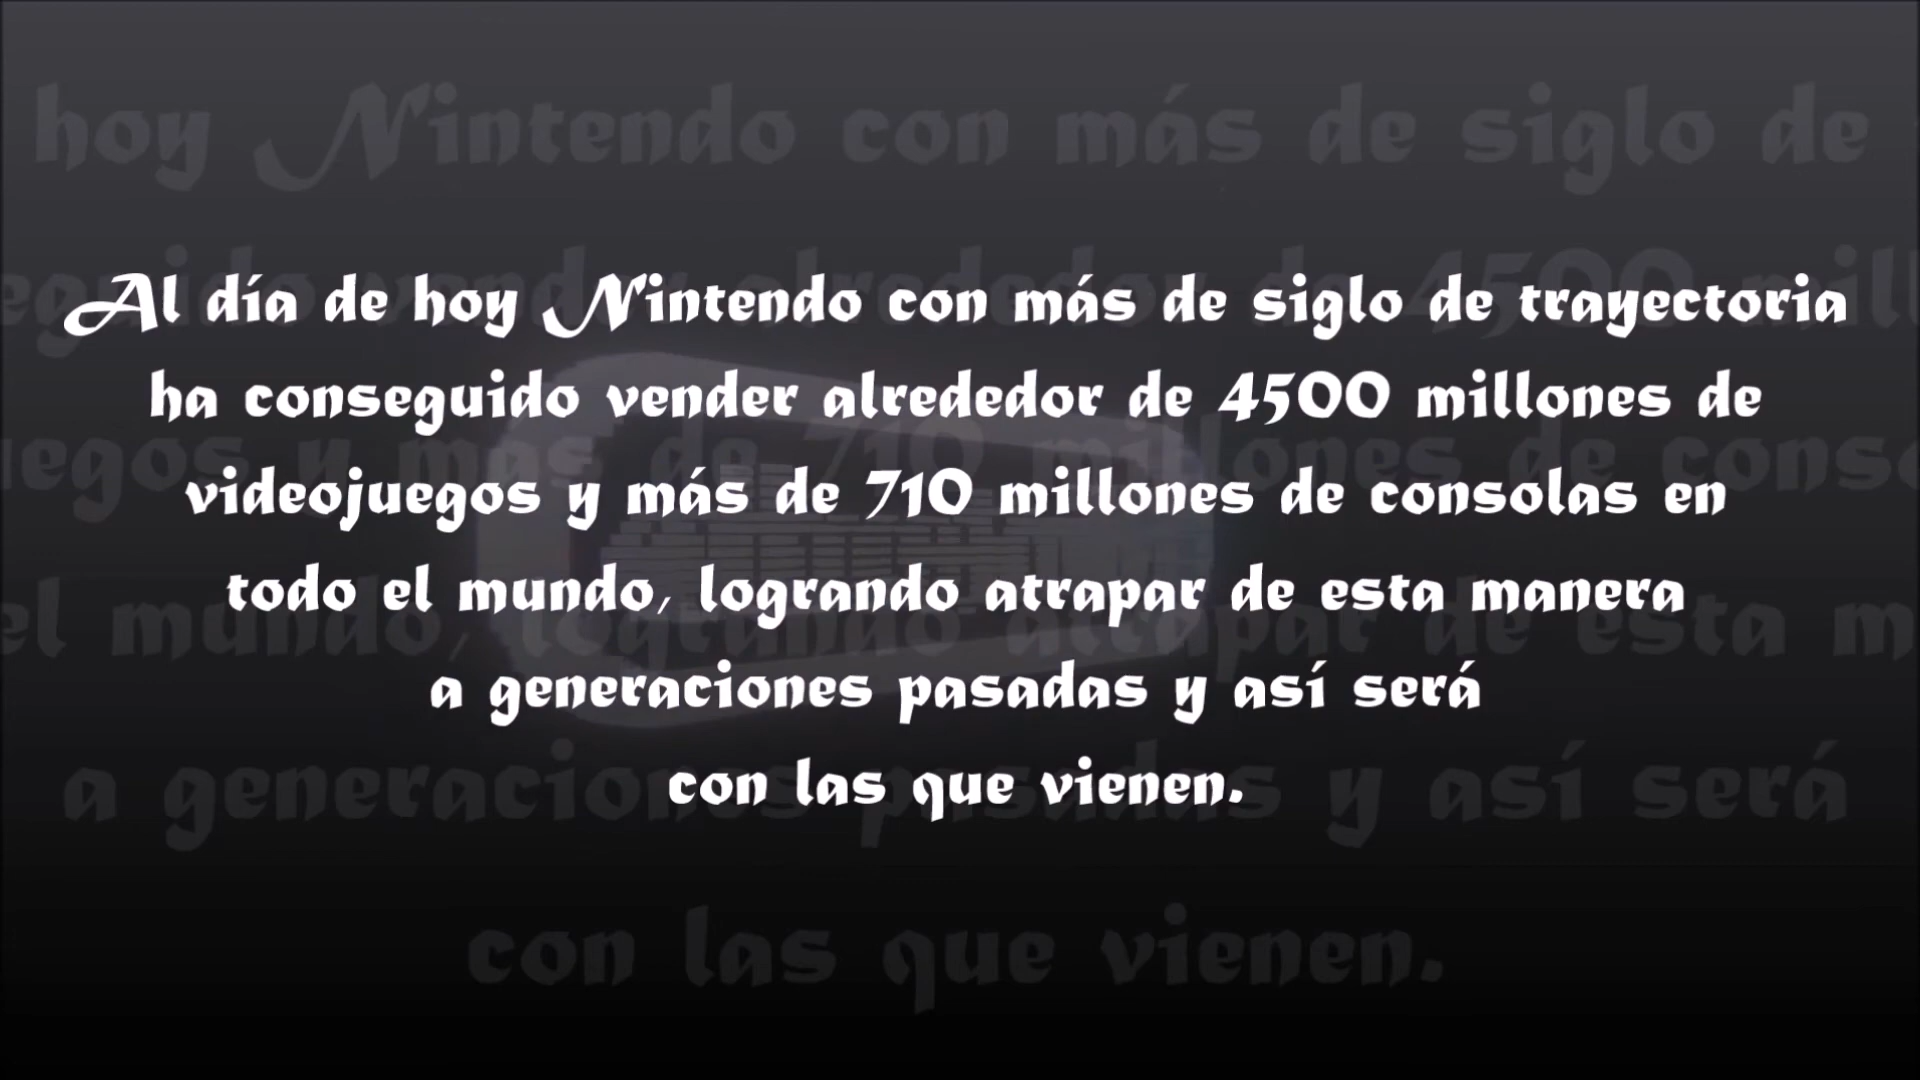 Al día de hoy Nintendo con más de siglo de trayectoria
ha conseguido vender alrededor de 4500 millones de
videojuegos y más de 710 millones de consolas en
todo el mundo, logrando atrapar de esta manera
a generaciones pasadas y así será
con las que vienen.